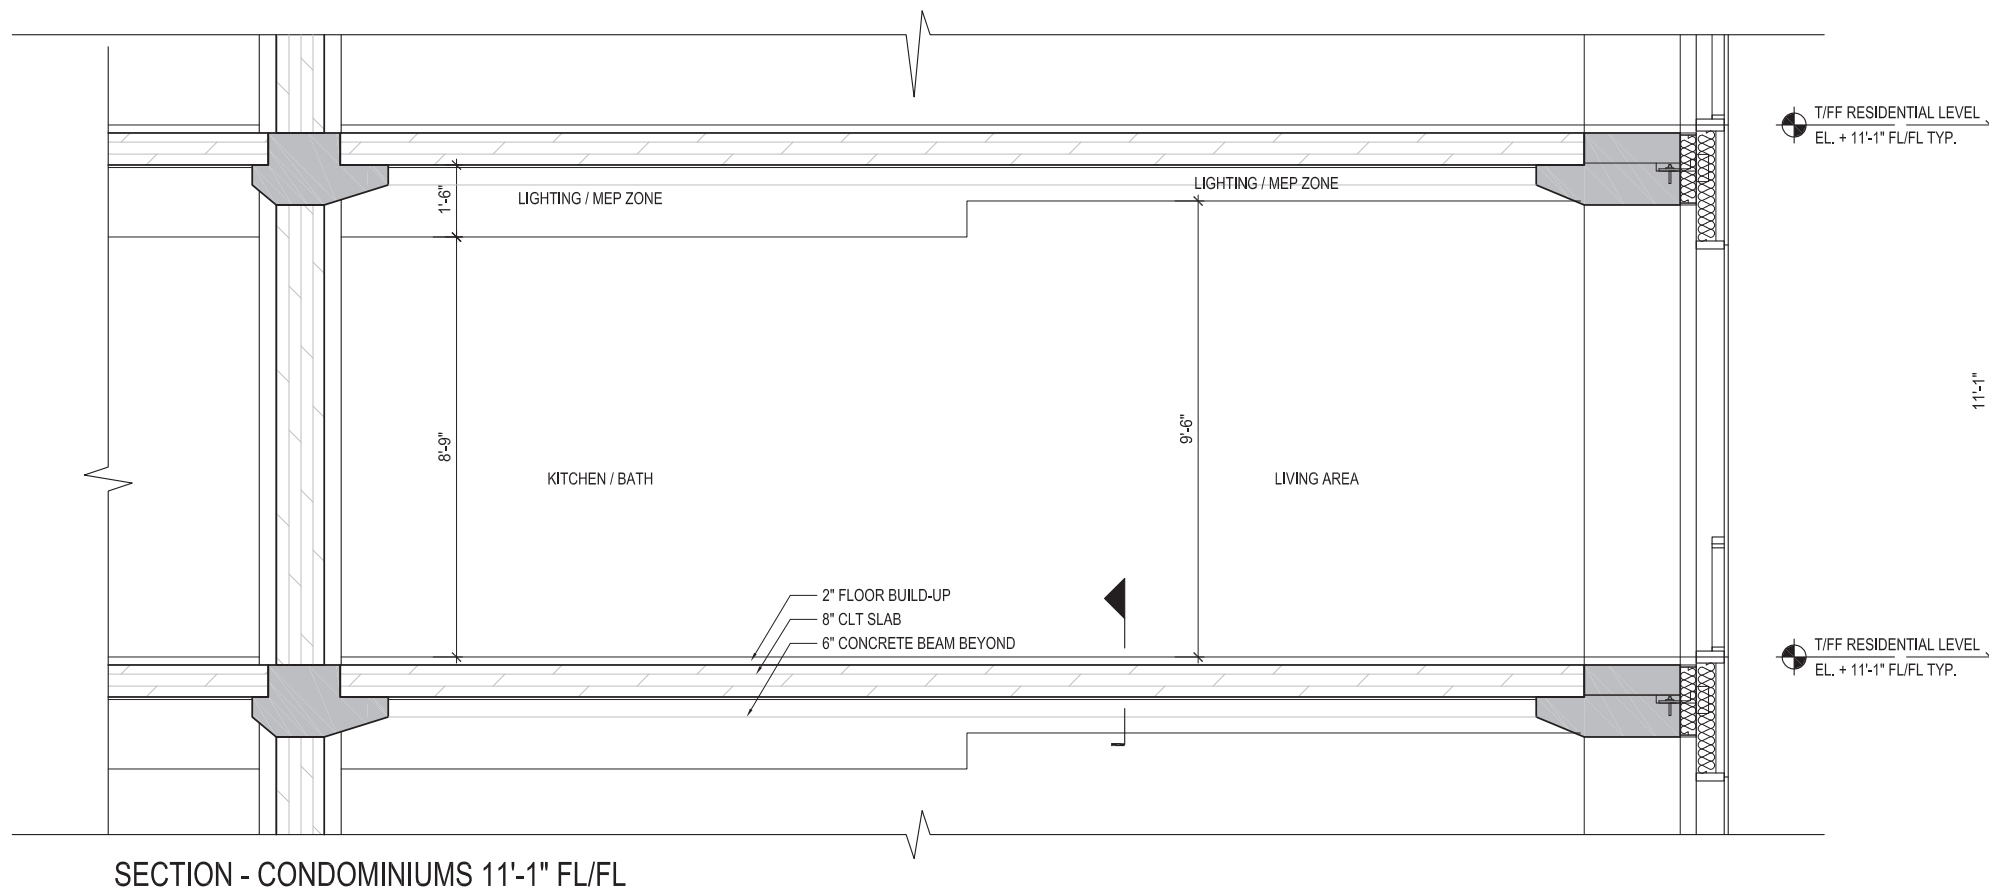 T/FF RESIDENTIAL LEVEL
EL. + 11'-1" FL/FL TYP.
1'-6"
LIGHTING / MEP ZONE
LIGHTING / MEP ZONE
11'-1"
8'-9"
9'-6"
KITCHEN / BATH
LIVING AREA
2" FLOOR BUILD-UP
8" CLT SLAB
6" CONCRETE BEAM BEYOND
T/FF RESIDENTIAL LEVEL
EL. + 11'-1" FL/FL TYP.
SECTION - CONDOMINIUMS 11'-1" FL/FL